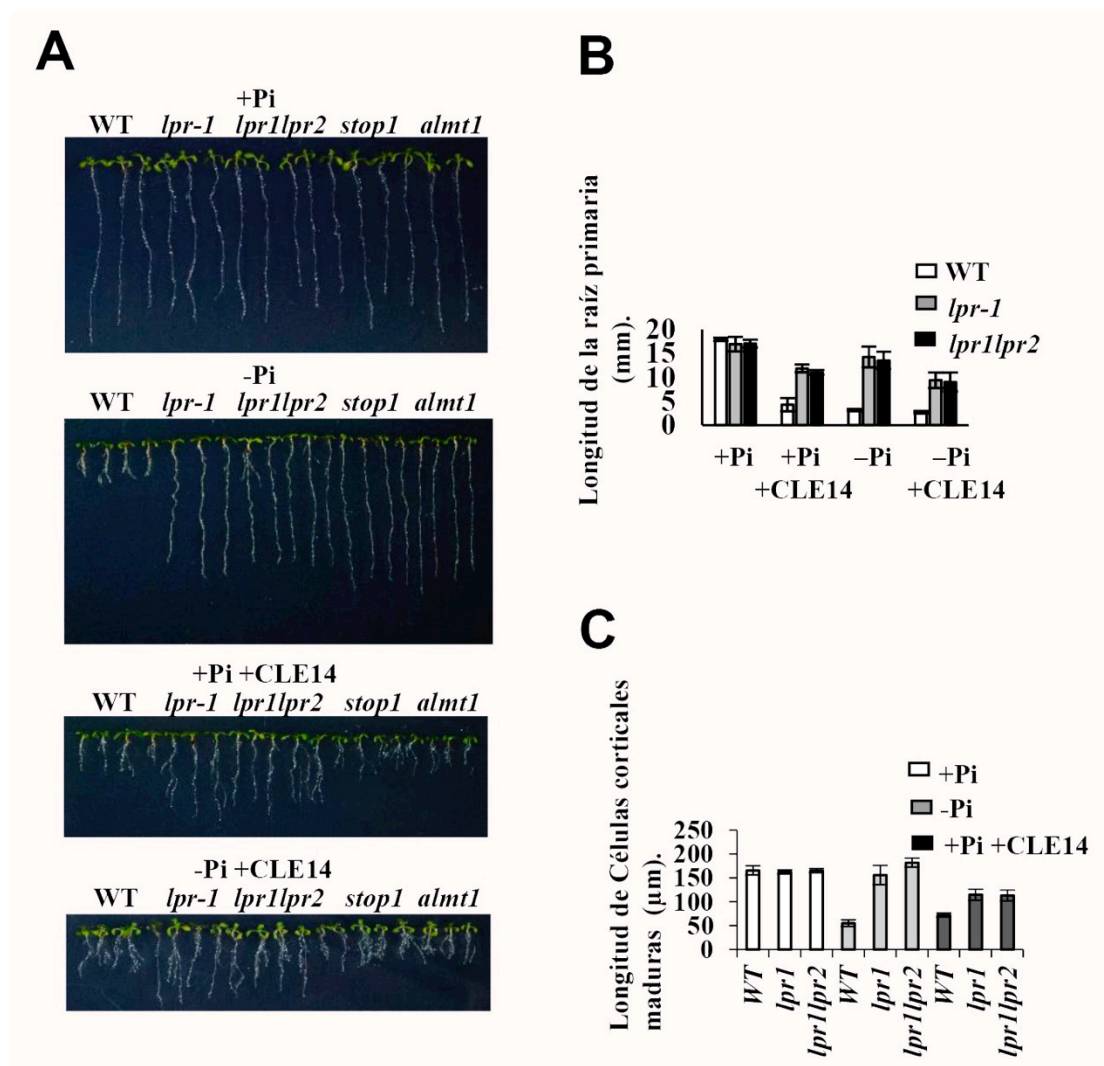 A
+Pi
WT lpr-1 lpr1lpr2 stop1 almt1
-Pi
WT lpr-1 lpr1lpr2 stop1 almt1
+Pi +CLE14
WT lpr-1 lpr1lpr2 stop1 almt1
-Pi +CLE14
WT lpr-1 lpr1lpr2 stop1 almt1
B
Longitud de la raíz primaria
(mm).
WT
lpr-1
lpr1lpr2
20
15
10
5
0
+Pi +Pi –Pi –Pi
+CLE14 +CLE14
C
Longitud de Células corticales
maduras (µm).
+Pi
-Pi
+Pi +CLE14
250
200
150
100
50
0
WT
lpr1
lpr1lpr2
WT
lpr1
lpr1lpr2
WT
lpr1
lpr1lpr2